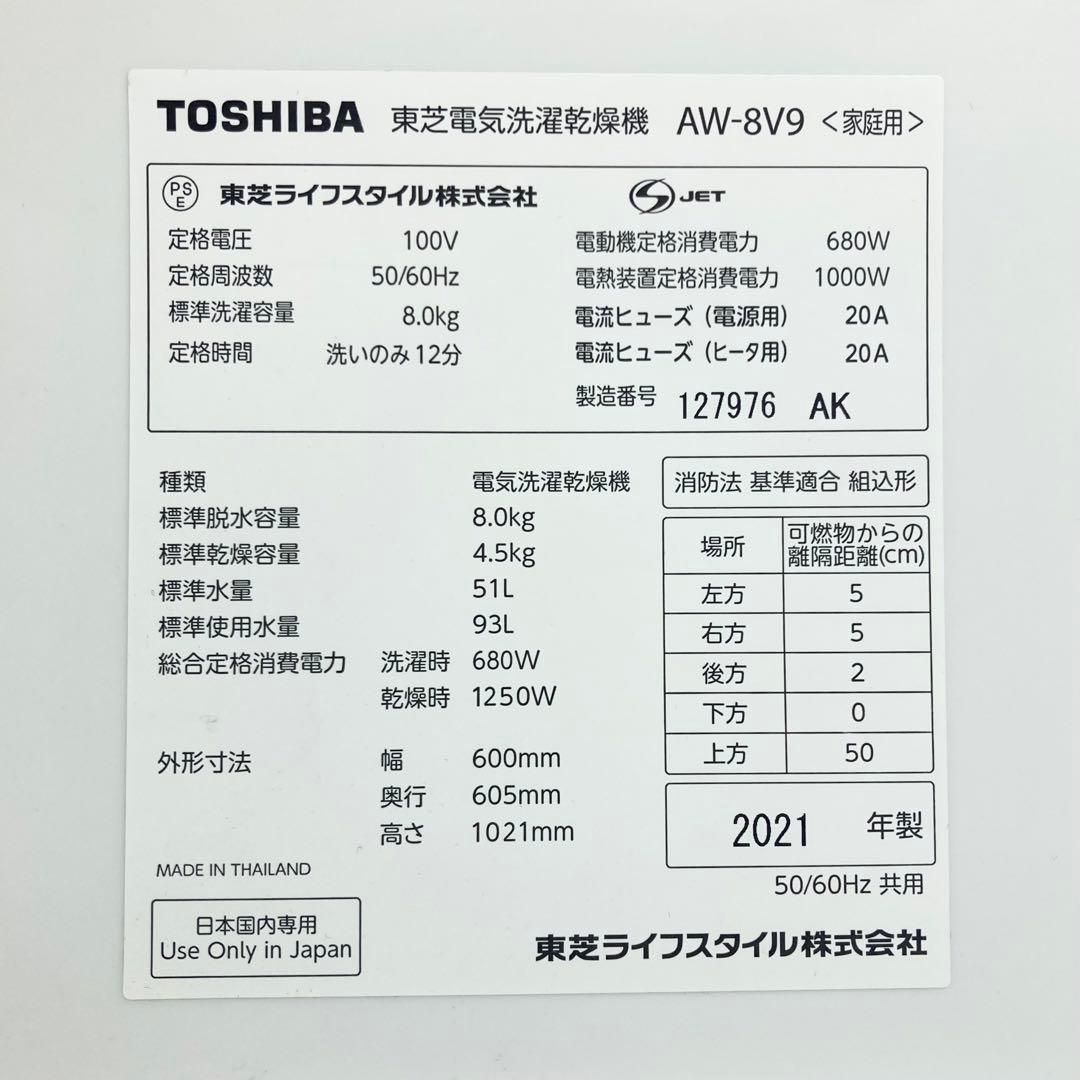 TOSHIBA 東芝電気洗濯乾燥機 AW-8V9 <家庭用>
PSE 東芝ライフスタイル株式会社 S JET
定格電圧 100V 電動機定格消費電力 680W
定格周波数 50/60Hz 電熱装置定格消費電力 1000W
標準洗濯容量 8.0kg 電流ヒューズ (電源用) 20A
定格時間 洗いのみ 12分 電流ヒューズ (ヒータ用) 20A
製造番号 127976 AK
種類 電気洗濯乾燥機
標準脱水容量 8.0kg
標準乾燥容量 4.5kg
標準水量 51L
標準使用水量 93L
総合定格消費電力 洗濯時 680W
乾燥時 1250W
外形寸法 幅 600mm
奥行 605mm
高さ 1021mm
消防法 基準適合 組込形
場所 可燃物からの
離隔距離(cm)
左方 5
右方 5
後方 2
下方 0
上方 50
2021 年製
50/60Hz 共用
MADE IN THAILAND
日本国内専用
Use Only in Japan
東芝ライフスタイル株式会社